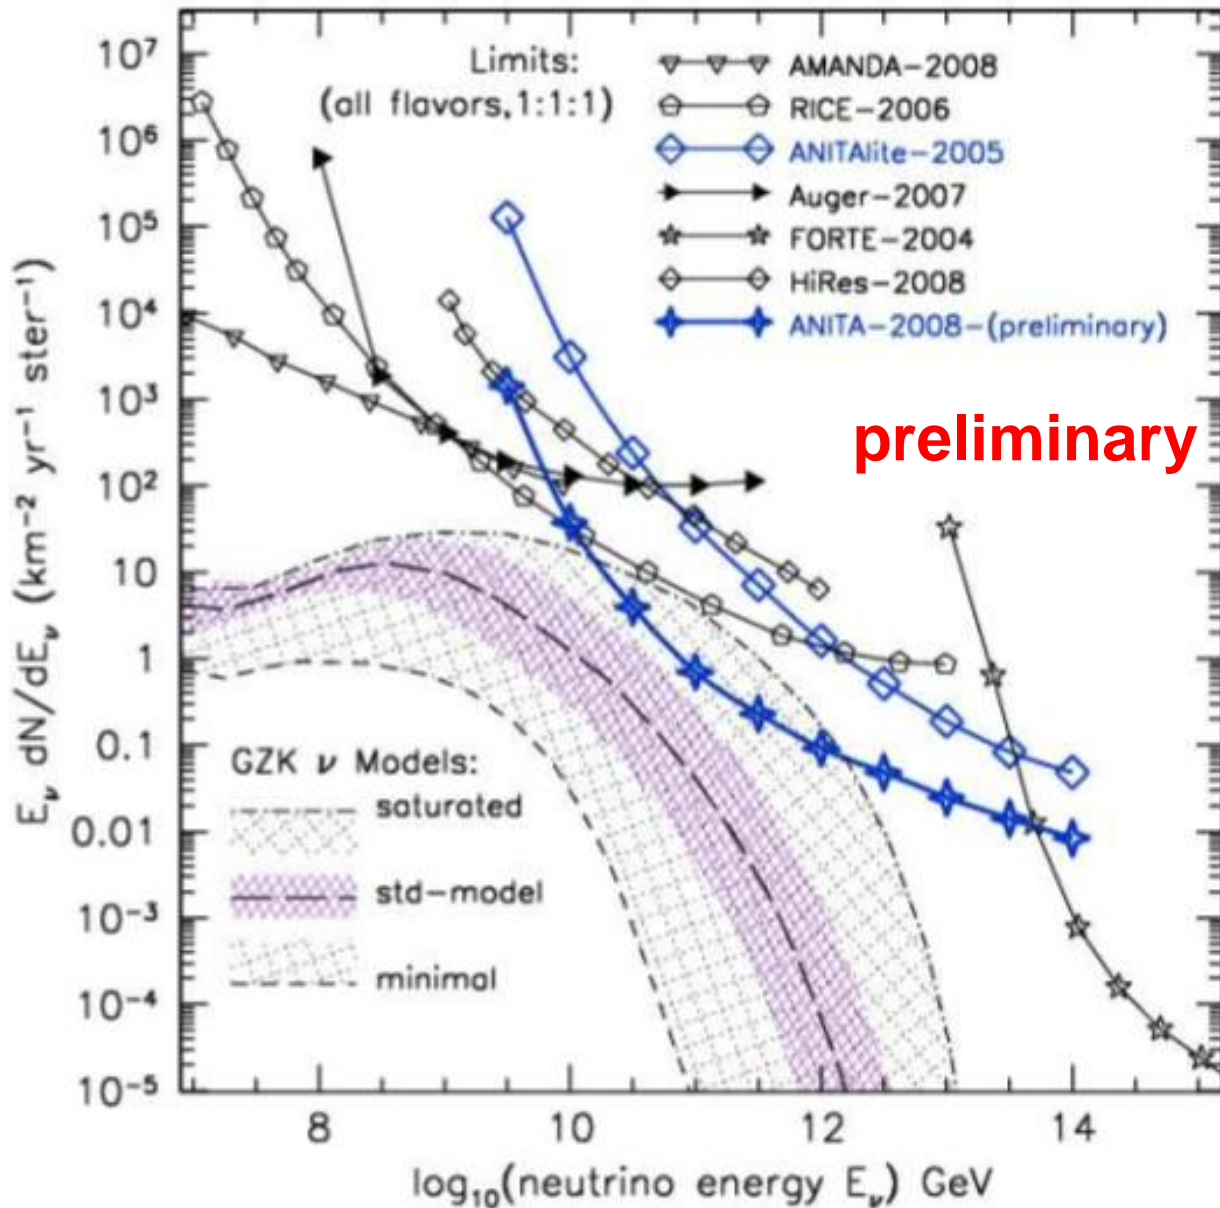 Limits:
(all flavors,1:1:1)
AMANDA-2008
RICE-2006
ANITAlite-2005
Auger-2007
FORTE-2004
HiRes-2008
ANITA-2008-(preliminary)
preliminary
GZK ν Models:
saturated
std-model
minimal
10⁷
10⁶
10⁵
10⁴
10³
10²
10
1
0.1
0.01
10⁻³
10⁻⁴
10⁻⁵
E_ν dN/dE_ν (km⁻² yr⁻¹ ster⁻¹)
8 10 12 14
log₁₀(neutrino energy E_ν) GeV